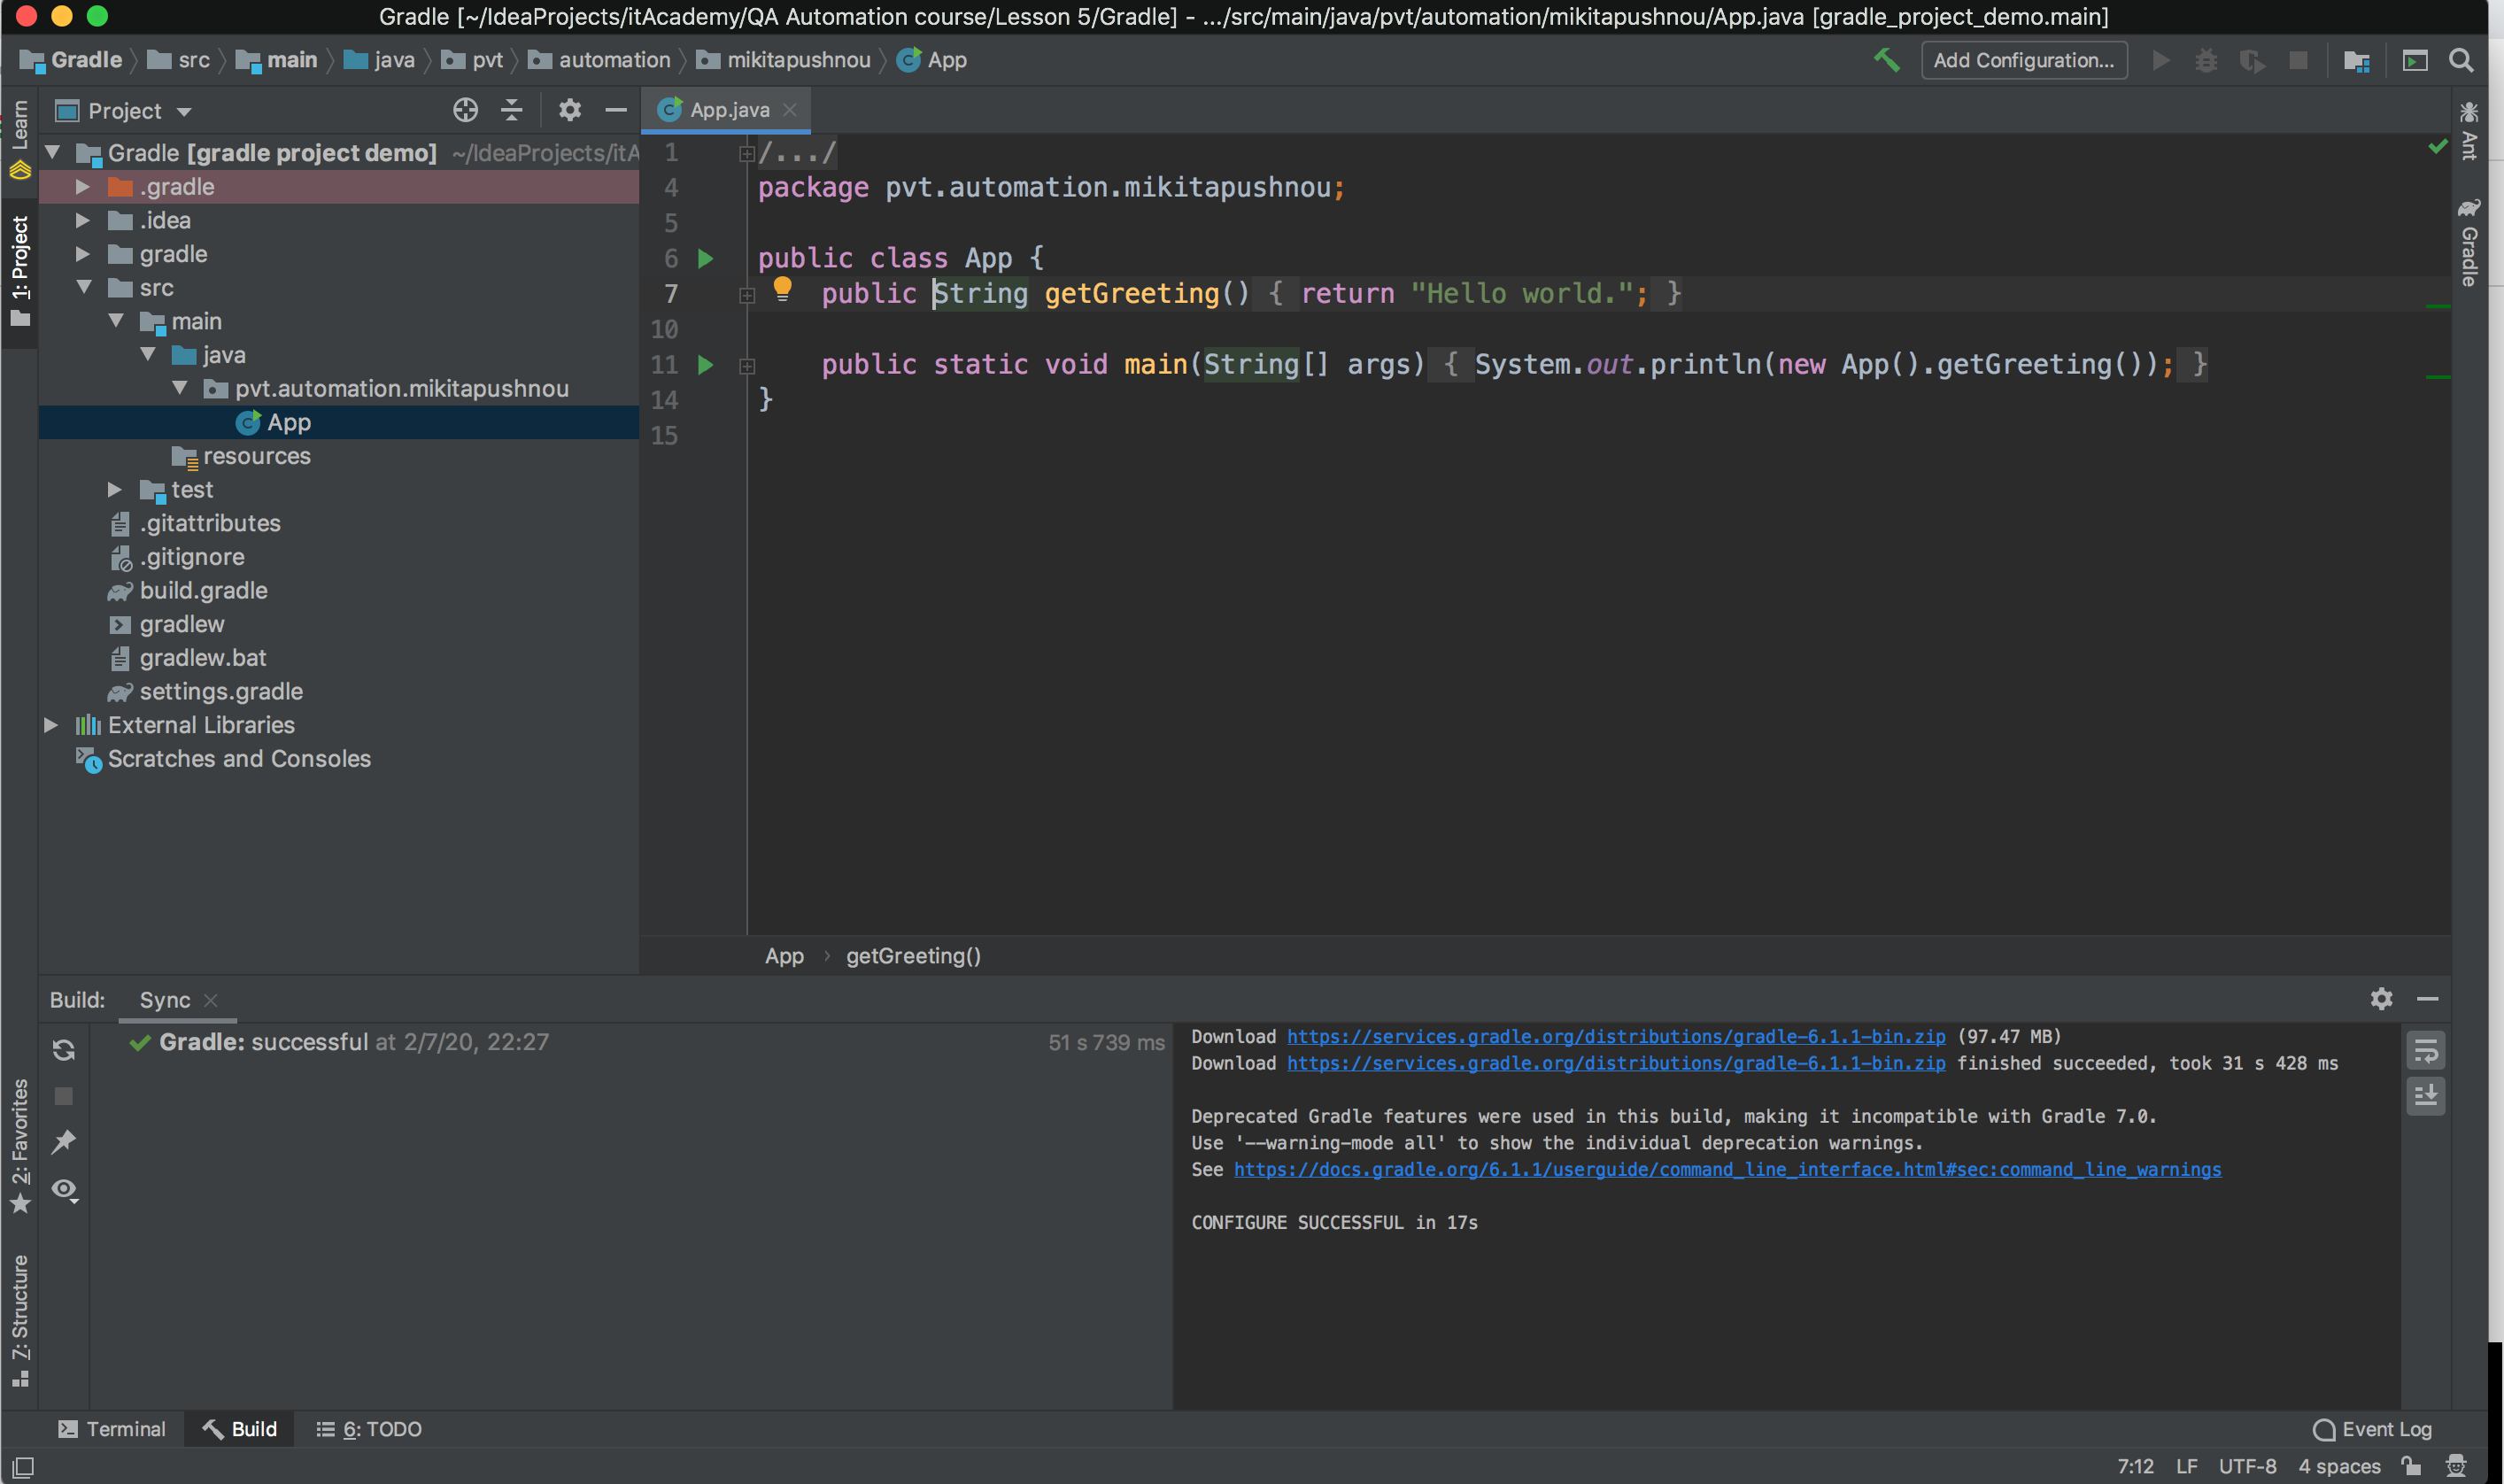 Gradle [~/IdeaProjects/itAcademy/QA Automation course/Lesson 5/Gradle] - .../src/main/java/pvt/automation/mikitapushnou/App.java [gradle_project_demo.main]
Gradle src main java pvt automation mikitapushnou App Add Configuration...
Learn
1: Project
2: Favorites
7: Structure
Project
Gradle [gradle project demo] ~/IdeaProjects/itA
.gradle
.idea
gradle
src
main
java
pvt.automation.mikitapushnou
App
resources
test
.gitattributes
.gitignore
build.gradle
gradlew
gradlew.bat
settings.gradle
External Libraries
Scratches and Consoles
App.java
1 /.../
4 package pvt.automation.mikitapushnou;
5
6 public class App {
7 public String getGreeting() { return "Hello world."; }
10
11 public static void main(String[] args) { System.out.println(new App().getGreeting()); }
14 }
15
App › getGreeting()
Ant
Gradle
Build: Sync
Gradle: successful at 2/7/20, 22:27 51 s 739 ms
Download https://services.gradle.org/distributions/gradle-6.1.1-bin.zip (97.47 MB)
Download https://services.gradle.org/distributions/gradle-6.1.1-bin.zip finished succeeded, took 31 s 428 ms
Deprecated Gradle features were used in this build, making it incompatible with Gradle 7.0.
Use '--warning-mode all' to show the individual deprecation warnings.
See https://docs.gradle.org/6.1.1/userguide/command_line_interface.html#sec:command_line_warnings
CONFIGURE SUCCESSFUL in 17s
Terminal Build 6: TODO Event Log
7:12 LF UTF-8 4 spaces